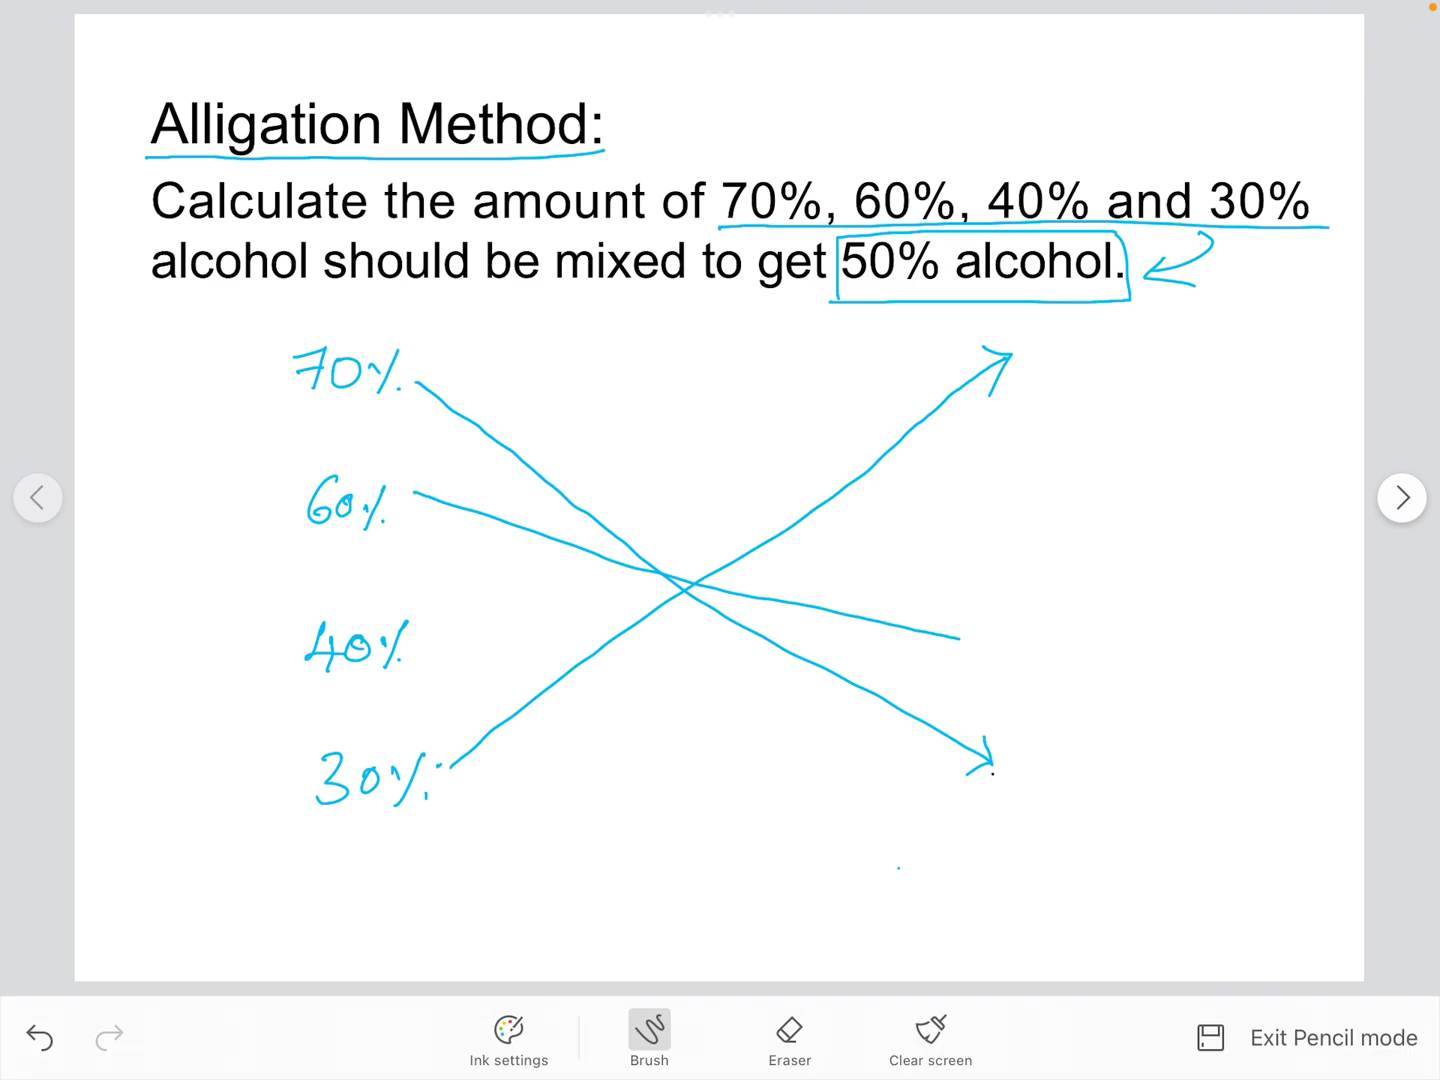 Alligation Method:
Calculate the amount of 70%, 60%, 40% and 30%
alcohol should be mixed to get 50% alcohol.
70%
60%
40%
30%
Ink settings
Brush
Eraser
Clear screen
Exit Pencil mode